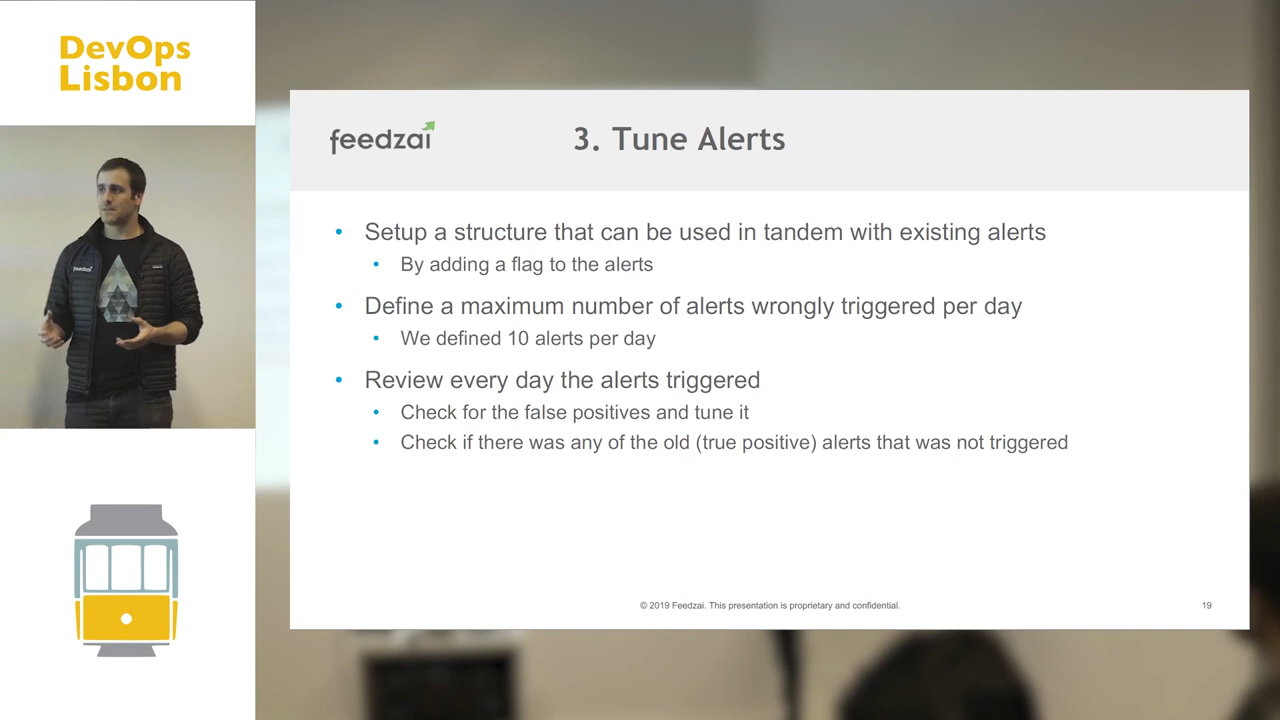 DevOps
Lisbon
feedzai
3. Tune Alerts
• Setup a structure that can be used in tandem with existing alerts
• By adding a flag to the alerts
• Define a maximum number of alerts wrongly triggered per day
• We defined 10 alerts per day
• Review every day the alerts triggered
• Check for the false positives and tune it
• Check if there was any of the old (true positive) alerts that was not triggered
feedzai
© 2019 Feedzai. This presentation is proprietary and confidential.
19